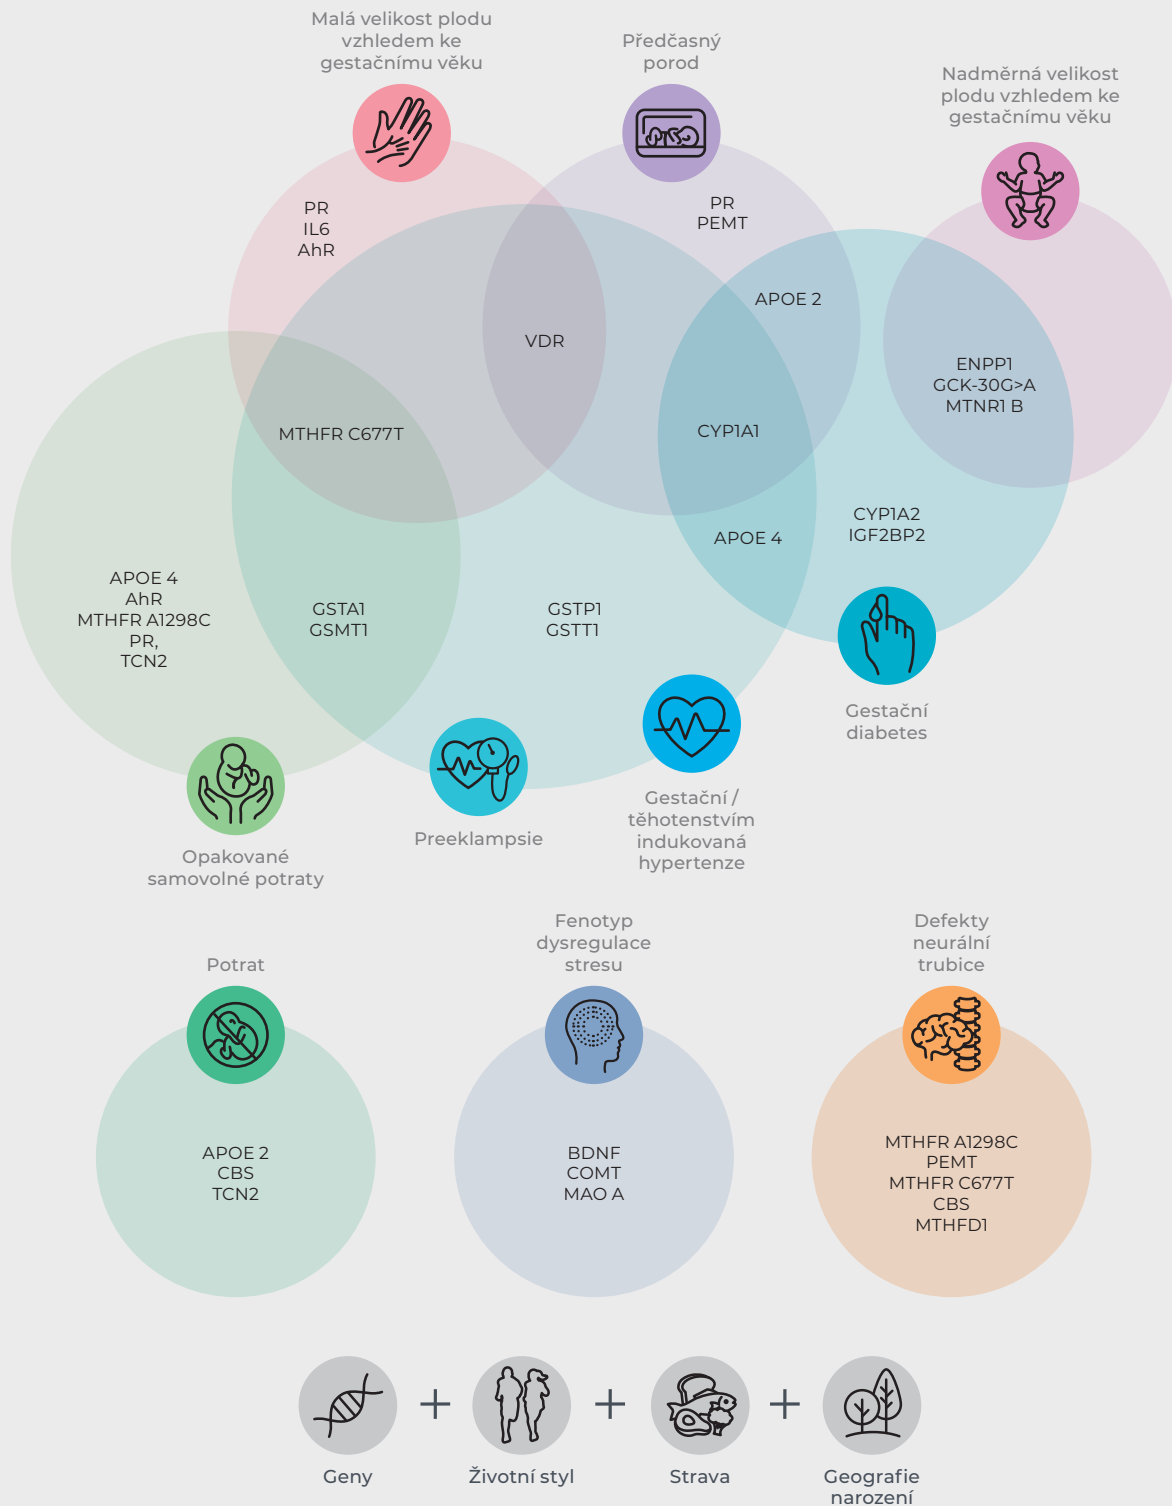 Malá velikost plodu
vzhledem ke
gestačnímu věku
Předčasný
porod
Nadměrná velikost
plodu vzhledem ke
gestačnímu věku
PR
IL6
AhR
PR
PEMT
APOE 2
VDR
ENPP1
GCK-30G>A
MTNR1 B
MTHFR C677T
CYP1A1
CYP1A2
IGF2BP2
APOE 4
APOE 4
AhR
MTHFR A1298C
PR,
TCN2
GSTA1
GSMT1
GSTP1
GSTT1
Gestační
diabetes
Gestační /
těhotenstvím
indukovaná
hypertenze
Preeklampsie
Opakované
samovolné potraty
Potrat
Fenotyp
dysregulace
stresu
Defekty
neurální
trubice
APOE 2
CBS
TCN2
BDNF
COMT
MAO A
MTHFR A1298C
PEMT
MTHFR C677T
CBS
MTHFD1
+ + +
Geny
Životní styl
Strava
Geografie
narození